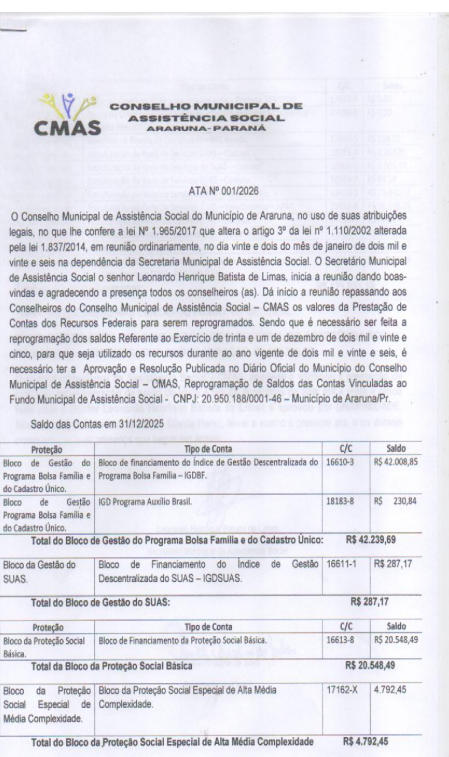 CMAS
CONSELHO MUNICIPAL DE
ASSISTÊNCIA SOCIAL
ARARUNA- PARANÁ
ATA Nº 001/2026
O Conselho Municipal de Assistência Social do Município de Araruna, no uso de suas atribuições
legais, no que lhe confere a lei Nº 1.965/2017 que altera o artigo 3º da lei nº 1.110/2002 alterada
pela lei 1.837/2014, em reunião ordinariamente, no dia vinte e dois do mês de janeiro de dois mil e
vinte e seis na dependência da Secretaria Municipal de Assistência Social. O Secretário Municipal
de Assistência Social o senhor Leonardo Henrique Batista de Limas, inicia a reunião dando boas-
vindas e agradecendo a presença todos os conselheiros (as). Dá início a reunião repassando aos
Conselheiros do Conselho Municipal de Assistência Social – CMAS os valores da Prestação de
Contas dos Recursos Federais para serem reprogramados. Sendo que é necessário ser feita a
reprogramação dos saldos Referente ao Exercício de trinta e um de dezembro de dois mil e vinte e
cinco, para que seja utilizado os recursos durante ao ano vigente de dois mil e vinte e seis, é
necessário ter a Aprovação e Resolução Publicada no Diário Oficial do Município do Conselho
Municipal de Assistência Social – CMAS, Reprogramação de Saldos das Contas Vinculadas ao
Fundo Municipal de Assistência Social - CNPJ: 20.950.188/0001-46 – Município de Araruna/Pr.
Saldo das Contas em 31/12/2025
Proteção Tipo de Conta C/C Saldo
Bloco de Gestão do Bloco de financiamento do Índice de Gestão Descentralizada do 16610-3 R$ 42.008,85
Programa Bolsa Família e Programa Bolsa Família – IGDBF.
do Cadastro Único.
Bloco de Gestão IGD Programa Auxílio Brasil. 18183-8 R$ 230,84
Programa Bolsa Família e
do Cadastro Único.
Total do Bloco de Gestão do Programa Bolsa Família e do Cadastro Único: R$ 42.239,69
Bloco da Gestão do Bloco de Financiamento do Índice de Gestão 16611-1 R$ 287,17
SUAS. Descentralizada do SUAS – IGDSUAS.
Total do Bloco de Gestão do SUAS: R$ 287,17
Proteção Tipo de Conta C/C Saldo
Bloco da Proteção Social Bloco de Financiamento da Proteção Social Básica. 16613-8 R$ 20.548,49
Básica.
Total da Bloco da Proteção Social Básica R$ 20.548,49
Bloco da Proteção Bloco da Proteção Social Especial de Alta Média 17162-X 4.792,45
Social Especial de Complexidade.
Média Complexidade.
Total do Bloco da Proteção Social Especial de Alta Média Complexidade R$ 4.792,45